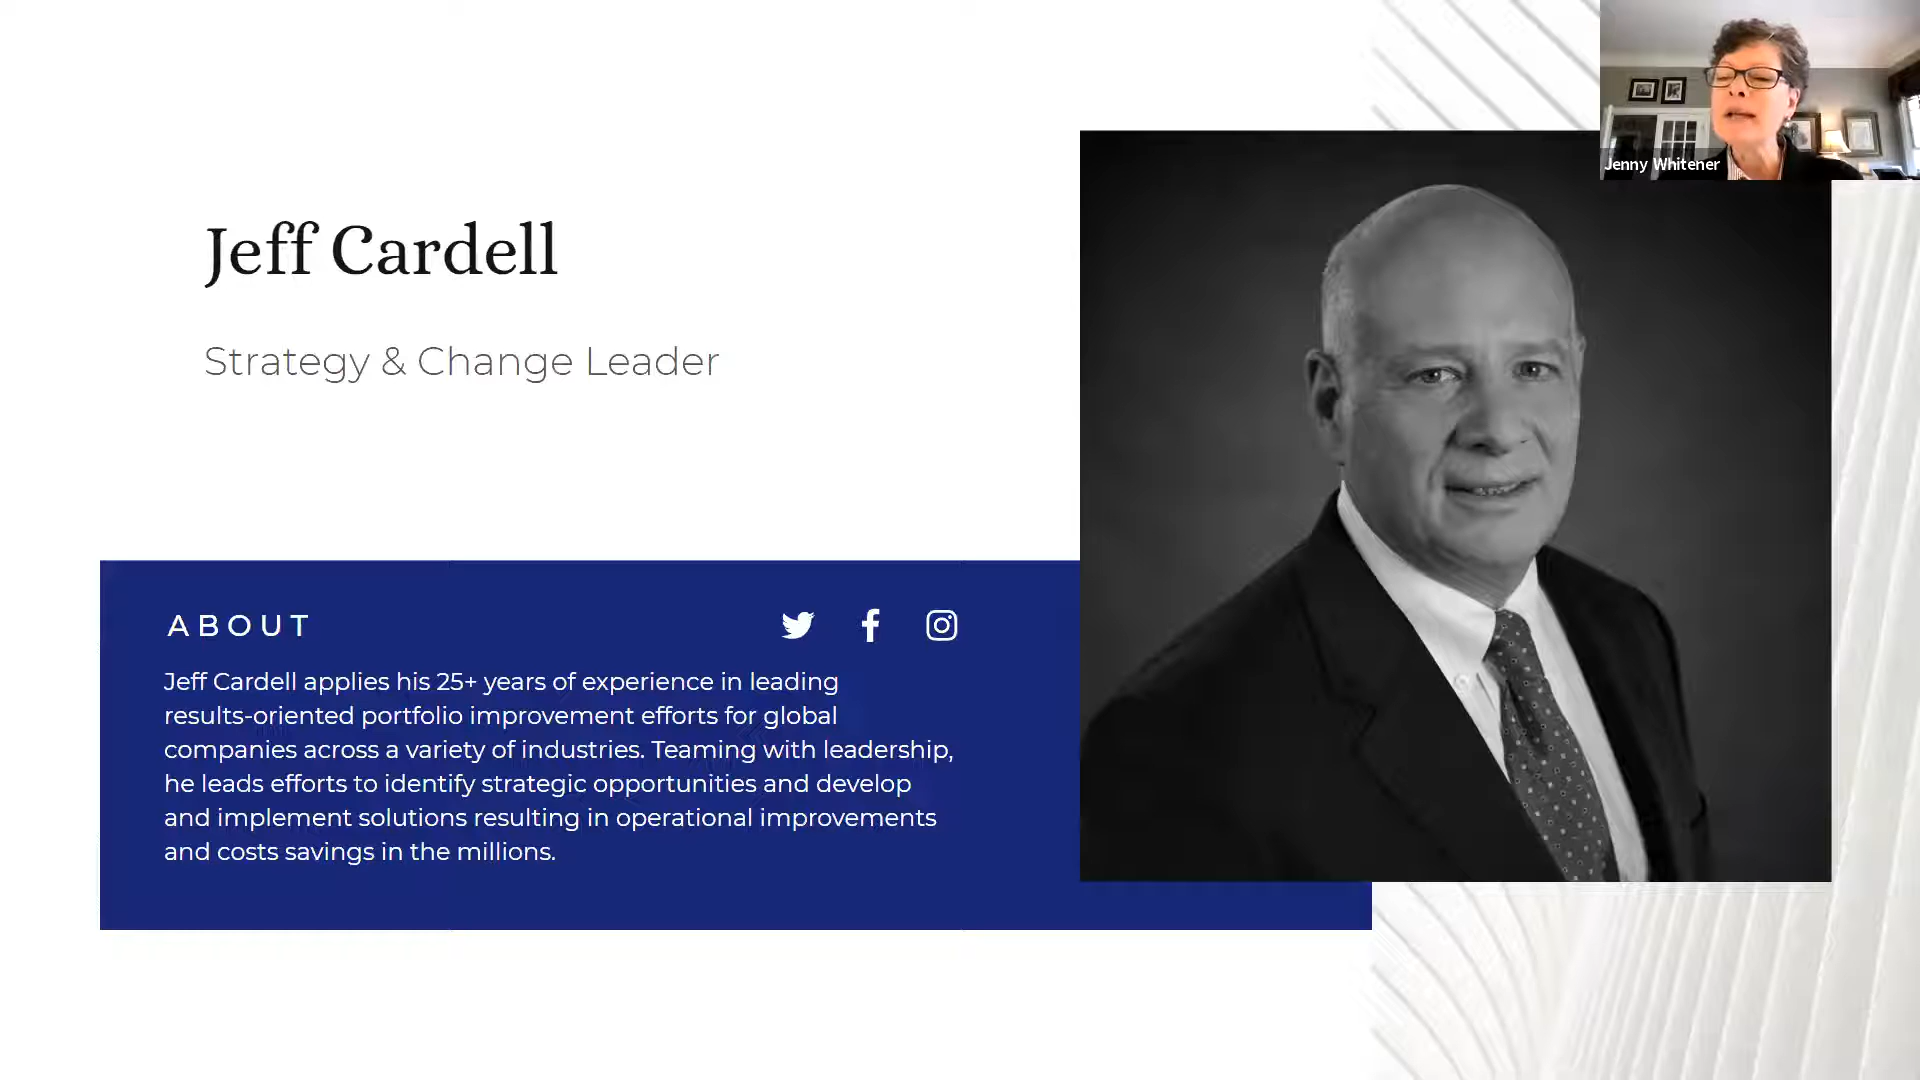 Jenny Whitener
Jeff Cardell
Strategy & Change Leader
ABOUT
Jeff Cardell applies his 25+ years of experience in leading
results-oriented portfolio improvement efforts for global
companies across a variety of industries. Teaming with leadership,
he leads efforts to identify strategic opportunities and develop
and implement solutions resulting in operational improvements
and costs savings in the millions.